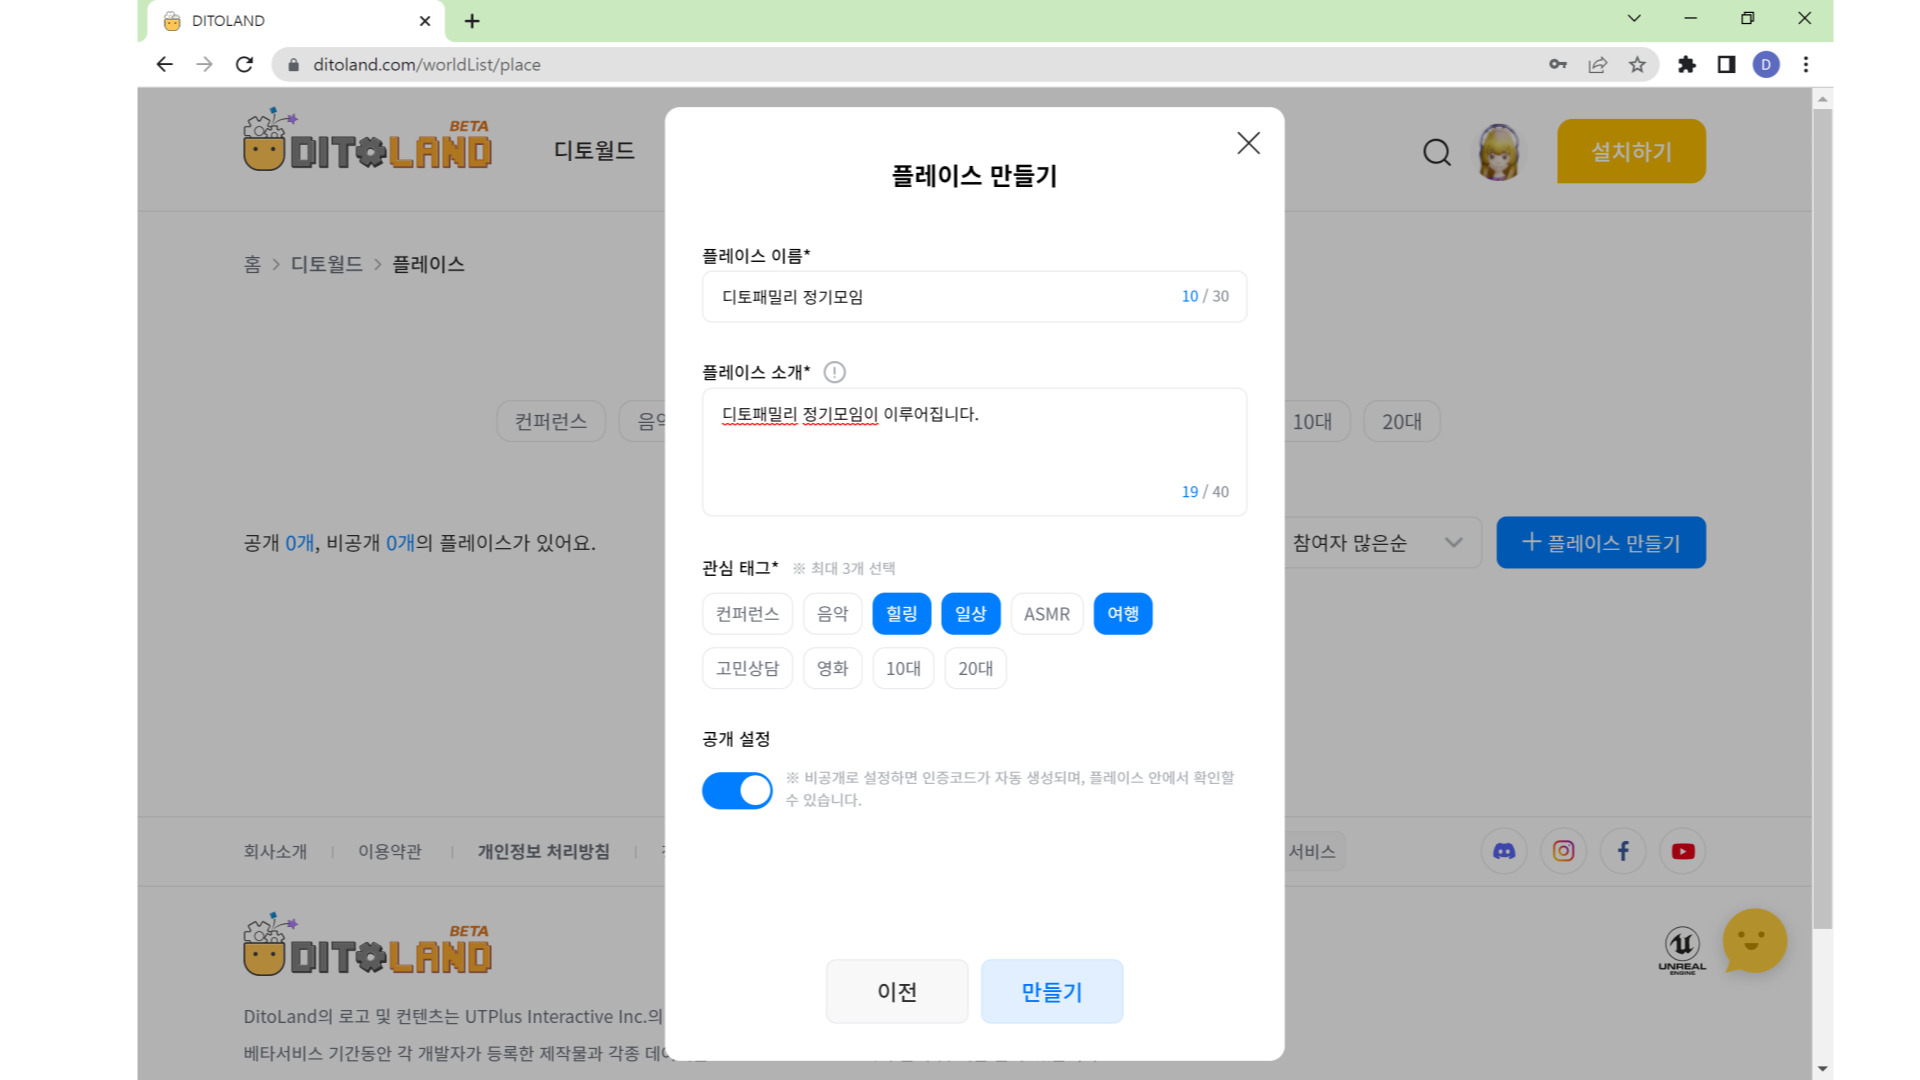 DITOLAND
ditoland.com/worldList/place
BETA
DITOLAND
디토월드
설치하기
홈 > 디토월드 > 플레이스
컨퍼런스
10대
20대
공개 0개, 비공개 0개의 플레이스가 있어요.
참여자 많은순
+ 플레이스 만들기
플레이스 만들기
플레이스 이름*
디토패밀리 정기모임
10 / 30
플레이스 소개*
디토패밀리 정기모임이 이루어집니다.
19 / 40
관심 태그* ※ 최대 3개 선택
컨퍼런스 음악 힐링 일상 ASMR 여행
고민상담 영화 10대 20대
공개 설정
※ 비공개로 설정하면 인증코드가 자동 생성되며, 플레이스 안에서 확인할
수 있습니다.
이전 만들기
회사소개 | 이용약관 | 개인정보 처리방침 |
서비스
BETA
DITOLAND
UNREAL
ENGINE
DitoLand의 로고 및 컨텐츠는 UTPlus Interactive Inc.의
베타서비스 기간동안 각 개발자가 등록한 제작물과 각종
D